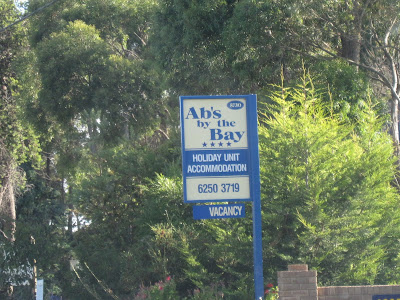 Ab's
by the
Bay
★★★★
HOLIDAY UNIT
ACCOMMODATION
6250 3719
VACANCY